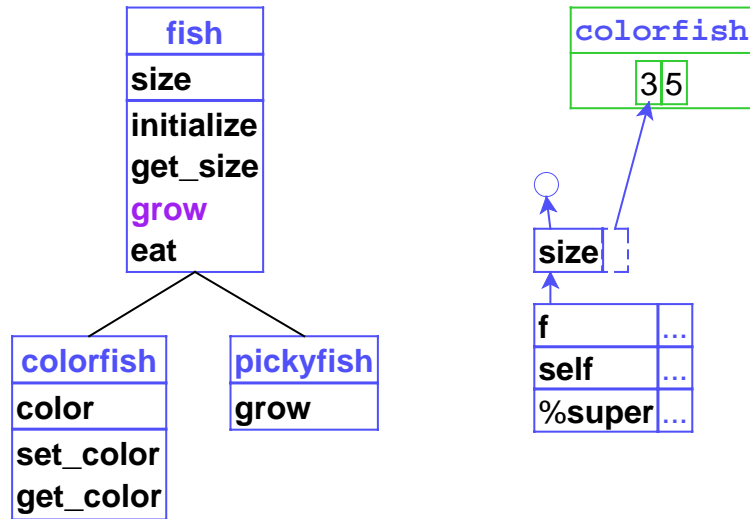 fish
size
initialize
get_size
grow
eat
colorfish
color
set_color
get_color
pickyfish
grow
colorfish
3 5
size
f ...
self ...
%super ...